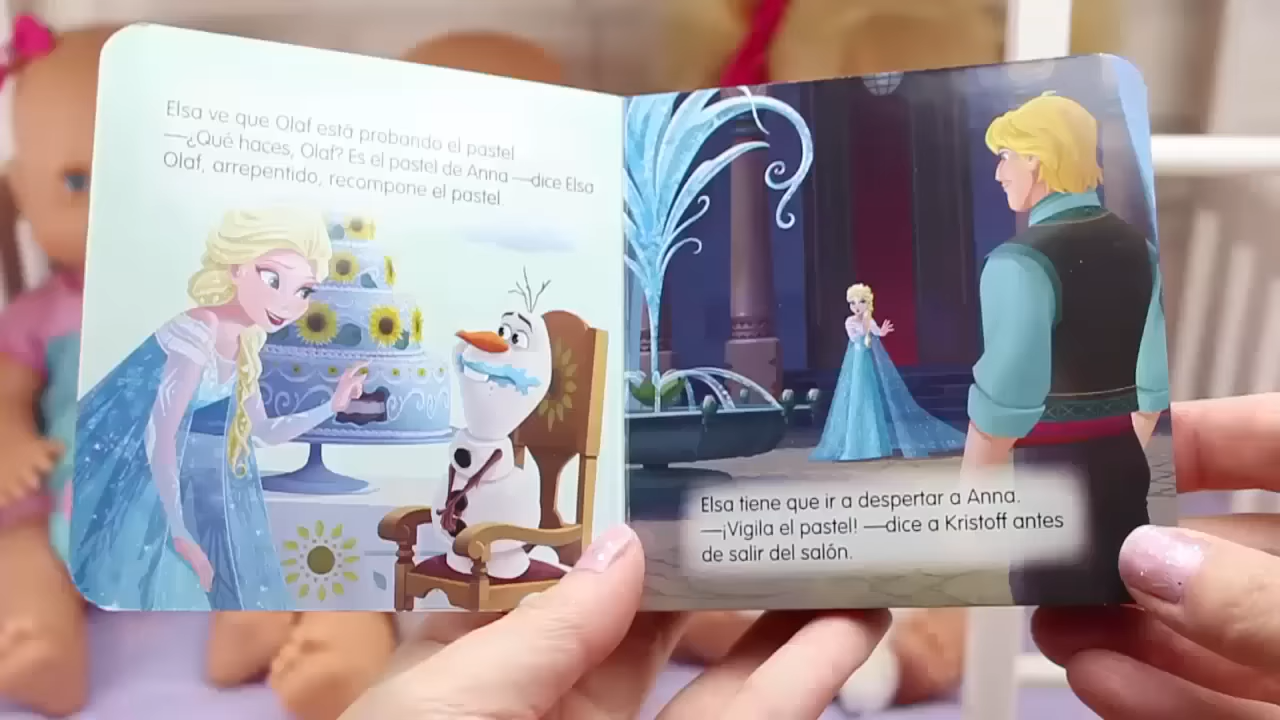 Elsa ve que Olaf está probando el pastel
—¿Qué haces, Olaf? Es el pastel de Anna —dice Elsa
Olaf, arrepentido, recompone el pastel.
Elsa tiene que ir a despertar a Anna.
—¡Vigila el pastel! —dice a Kristoff antes
de salir del salón.